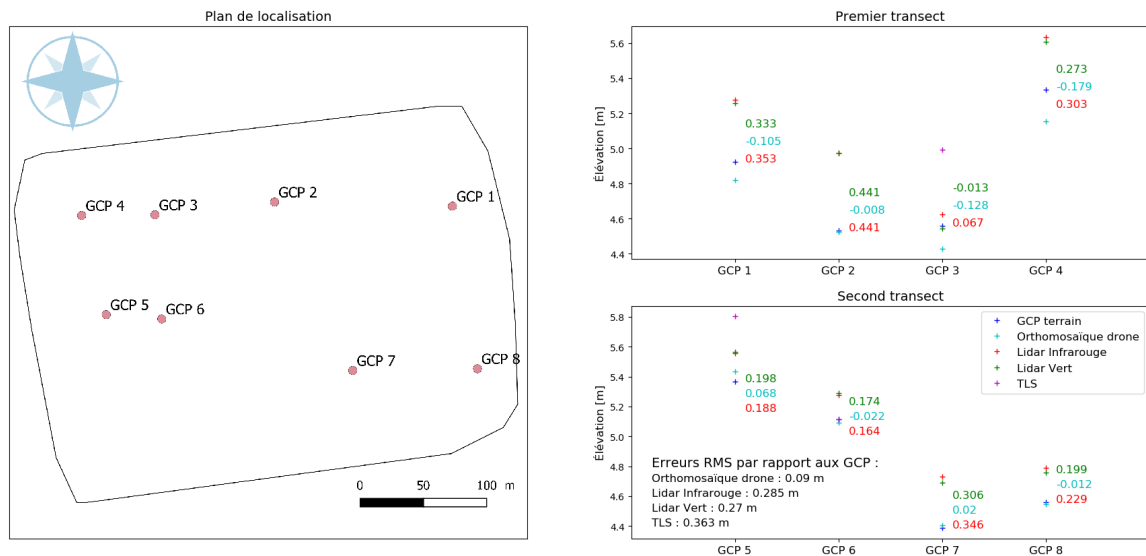 Plan de localisation
GCP 4
GCP 3
GCP 2
GCP 1
GCP 5
GCP 6
GCP 7
GCP 8
0 50 100 m
Premier transect
Élévation [m]
5.6
5.4
5.2
5.0
4.8
4.6
4.4
0.333
-0.105
0.353
0.441
-0.008
0.441
-0.013
-0.128
0.067
0.273
-0.179
0.303
GCP 1 GCP 2 GCP 3 GCP 4
Second transect
Élévation [m]
5.8
5.6
5.4
5.2
5.0
4.8
4.6
4.4
GCP terrain
Orthomosaïque drone
Lidar Infrarouge
Lidar Vert
TLS
0.198
0.068
0.188
0.174
-0.022
0.164
0.306
0.02
0.346
0.199
-0.012
0.229
Erreurs RMS par rapport aux GCP :
Orthomosaïque drone : 0.09 m
Lidar Infrarouge : 0.285 m
Lidar Vert : 0.27 m
TLS : 0.363 m
GCP 5 GCP 6 GCP 7 GCP 8